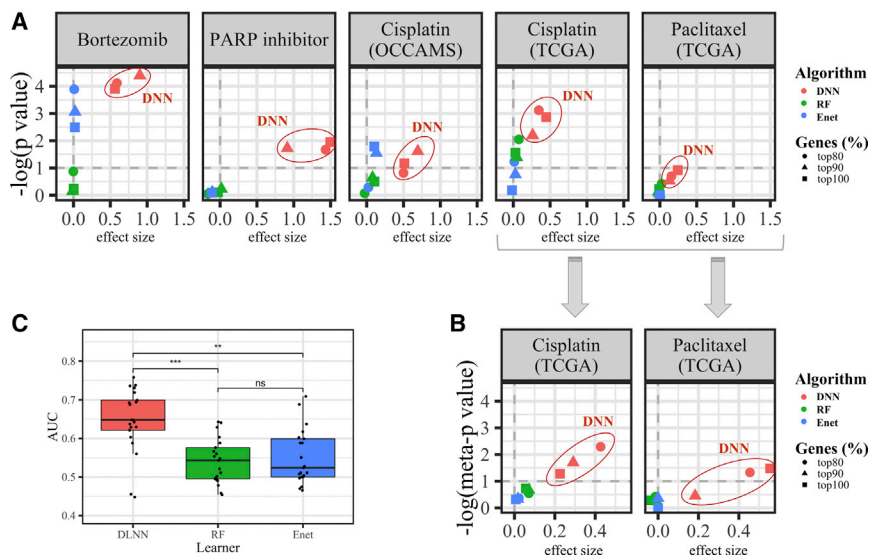 A
Bortezomib
PARP inhibitor
Cisplatin
(OCCAMS)
Cisplatin
(TCGA)
Paclitaxel
(TCGA)
-log(p value)
4
3
2
1
0
DNN
DNN
DNN
DNN
DNN
0.0 0.5 1.0 1.5
0.0 0.5 1.0 1.5
0.0 0.5 1.0 1.5
0.0 0.5 1.0 1.5
0.0 0.5 1.0 1.5
effect size
effect size
effect size
effect size
effect size
Algorithm
DNN
RF
Enet
Genes (%)
top80
top90
top100
C
AUC
0.8
0.7
0.6
0.5
0.4
**
***
ns
DLNN
RF
Enet
Learner
B
Cisplatin
(TCGA)
Paclitaxel
(TCGA)
-log(meta-p value)
4
3
2
1
0
DNN
DNN
0.0 0.2 0.4
0.0 0.2 0.4
effect size
effect size
Algorithm
DNN
RF
Enet
Genes (%)
top80
top90
top100